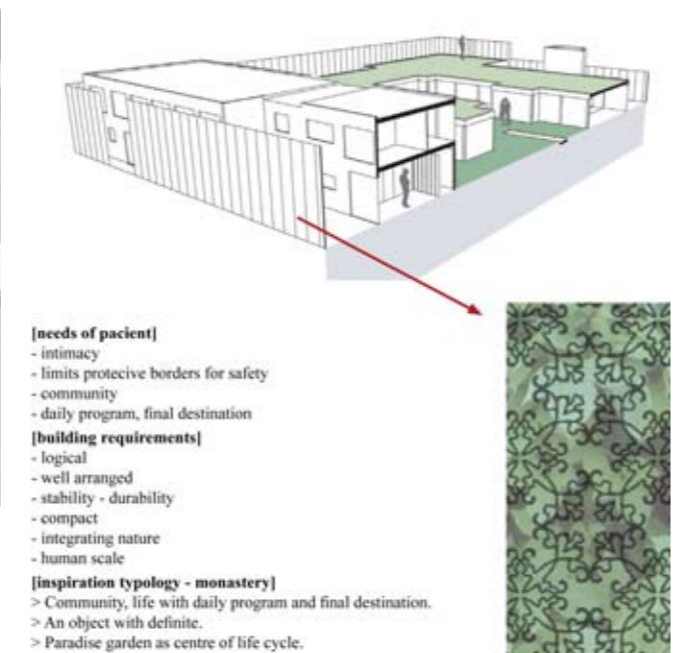 [needs of pacient]
- intimacy
- limits protecive borders for safety
- community
- daily program, final destination
[building requirements]
- logical
- well arranged
- stability - durability
- compact
- integrating nature
- human scale
[inspiration typology - monastery]
> Community, life with daily program and final destination.
> An object with definite.
> Paradise garden as centre of life cycle.